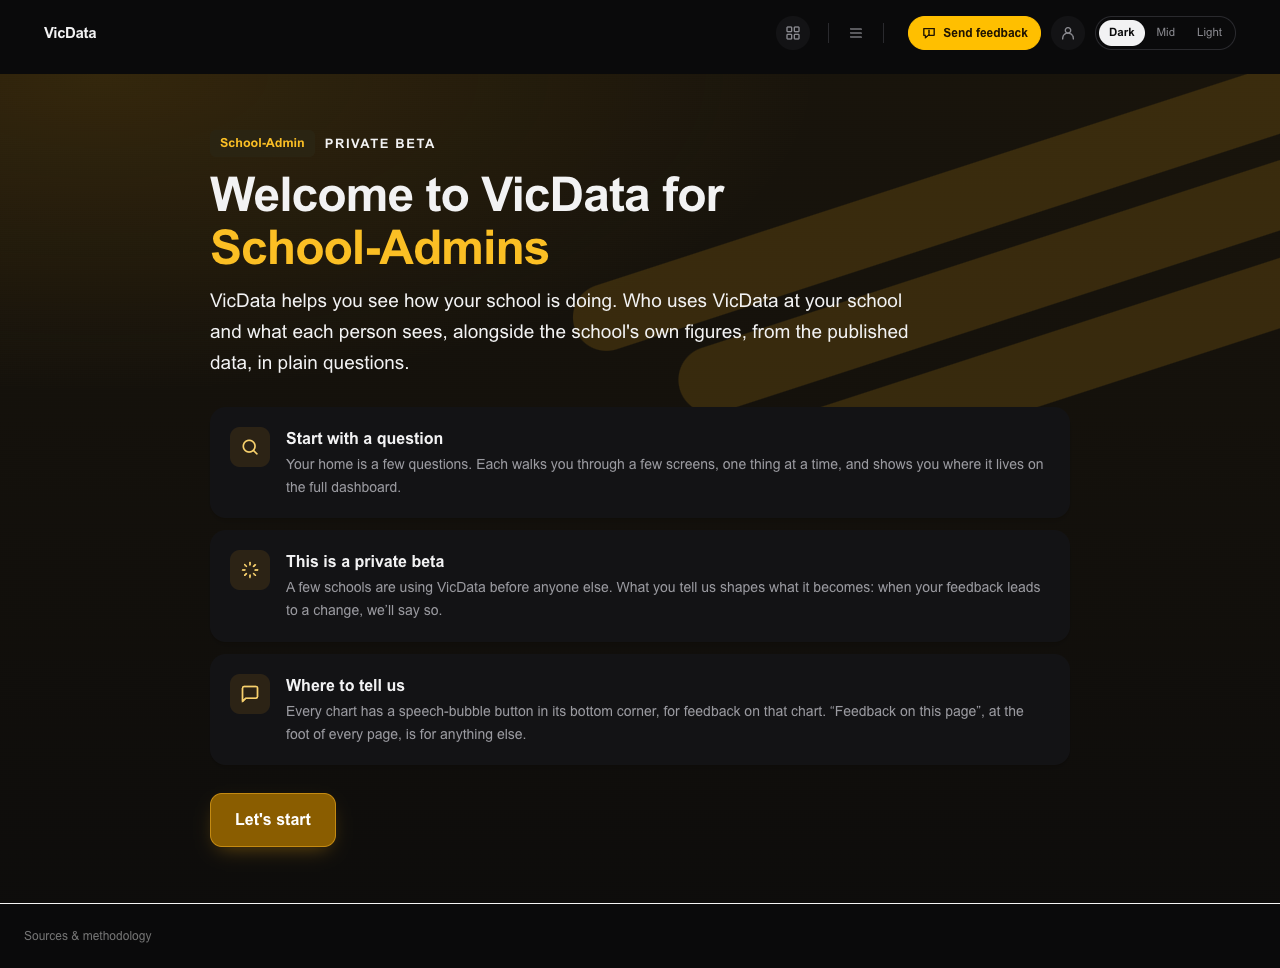 VicData
Send feedback
Dark
Mid
Light
School-Admin
PRIVATE BETA
Welcome to VicData for
School-Admins
VicData helps you see how your school is doing. Who uses VicData at your school
and what each person sees, alongside the school's own figures, from the published
data, in plain questions.
Start with a question
Your home is a few questions. Each walks you through a few screens, one thing at a time, and shows you where it lives on
the full dashboard.
This is a private beta
A few schools are using VicData before anyone else. What you tell us shapes what it becomes: when your feedback leads
to a change, we’ll say so.
Where to tell us
Every chart has a speech-bubble button in its bottom corner, for feedback on that chart. “Feedback on this page”, at the
foot of every page, is for anything else.
Let's start
Sources & methodology